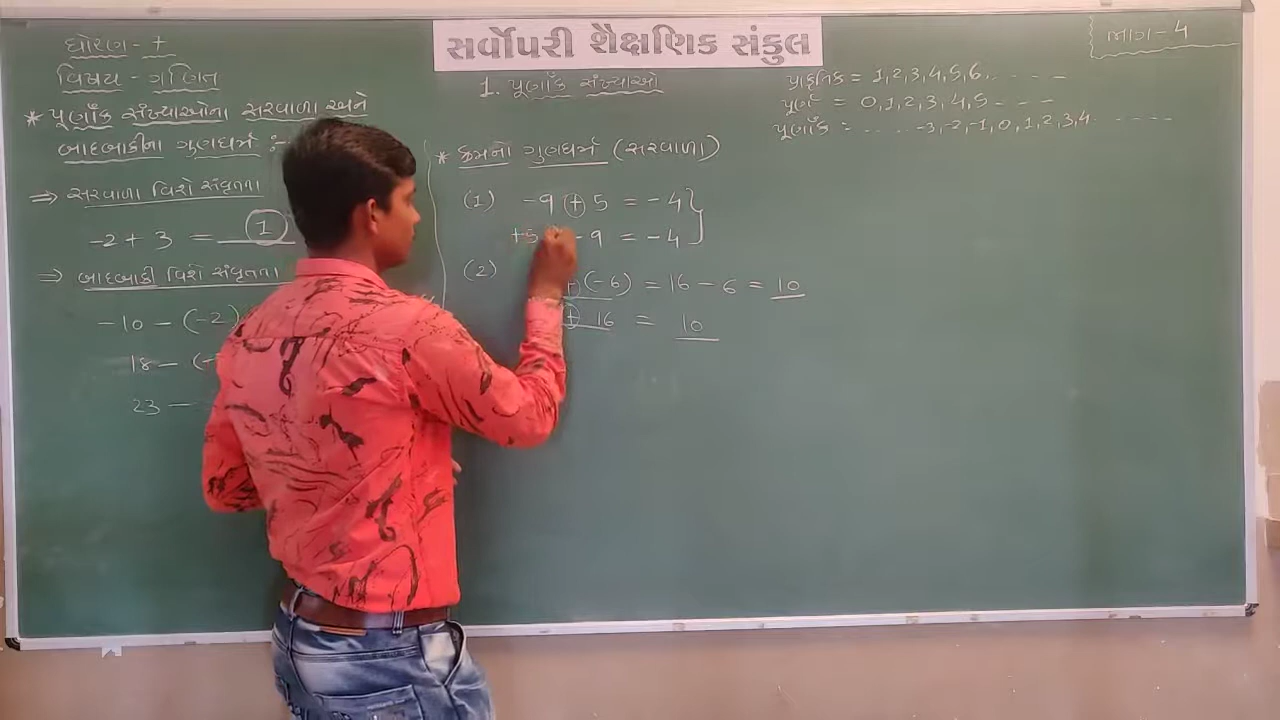 સર્વોપરી શૈક્ષણિક સંકુલ
ધોરણ - ૭
વિષય - ગણિત
ભાગ - 4
1. પૂર્ણાંક સંખ્યાઓ
પ્રાકૃતિક = 1,2,3,4,5,6. . . . .
પૂર્ણ = 0,1,2,3,4,5 - - -
પૂર્ણાંક = . . . . -3,-2,-1,0,1,2,3,4. . . . .
* પૂર્ણાંક સંખ્યાઓના સરવાળા અને
બાદબાકીના ગુણધર્મ :-
⇒ સરવાળા વિશે સંવૃતતા
-2 + 3 = 1
⇒ બાદબાકી વિશે સંવૃતતા
-10 - (-2)
18 - (
23 -
* ક્રમનો ગુણધર્મ (સરવાળા)
(1) -9 + 5 = -4
+5 - 9 = -4
(2) + (-6) = 16 - 6 = 10
+ 16 = 10